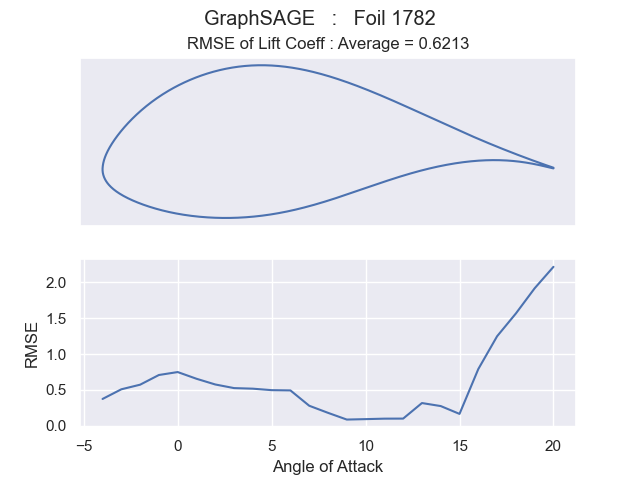 GraphSAGE : Foil 1782
RMSE of Lift Coeff : Average = 0.6213
2.0
1.5
1.0
0.5
0.0
RMSE
−5 0 5 10 15 20
Angle of Attack